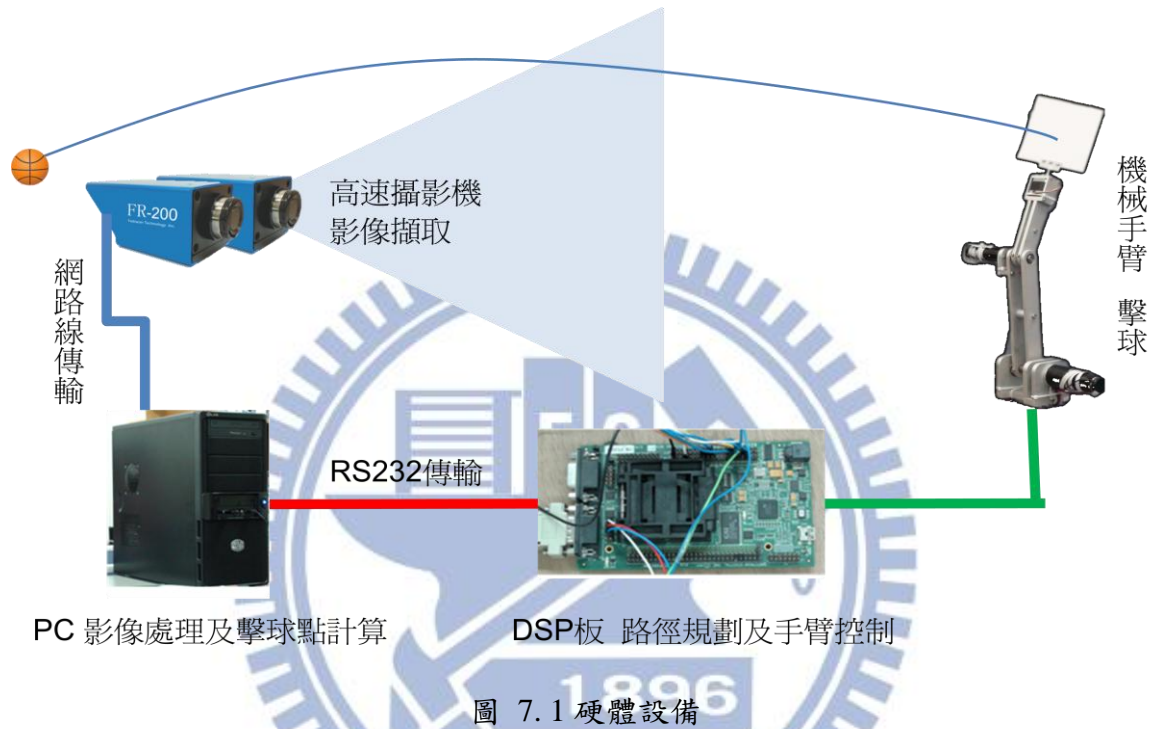 FR-200
高速攝影機
影像擷取
機械手臂 擊球
網路線傳輸
RS232傳輸
PC 影像處理及擊球點計算
DSP板 路徑規劃及手臂控制
1896
圖 7.1硬體設備